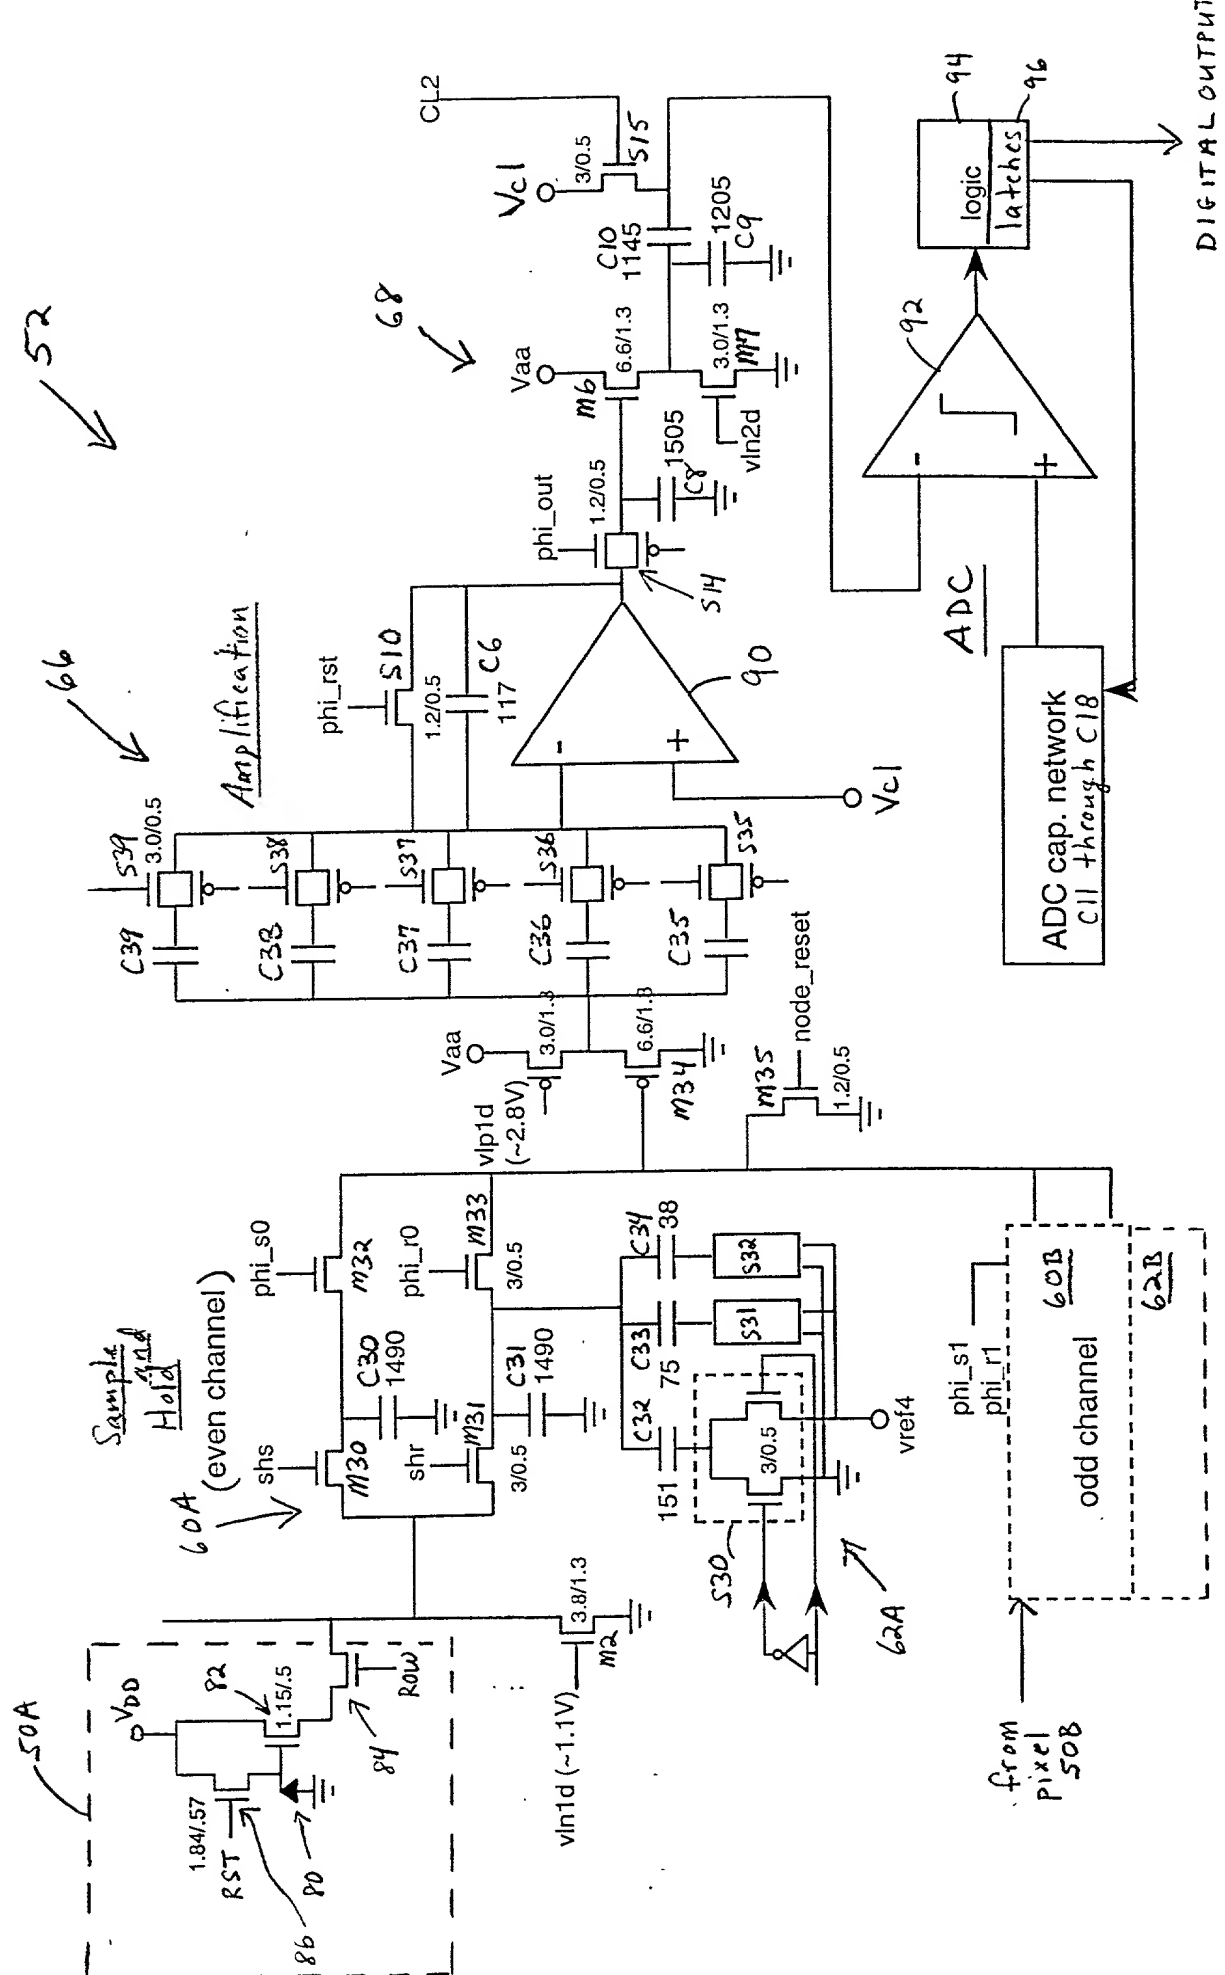 52
66
68
Amplification
Sample
and
Hold
60A
(even channel)
50A
VDD
82
1.15/.5
1.84/.57
RST
86
80
84
ROW
vln1d (~1.1V)
3.8/1.3
M2
shs
M30
C30
1490
phi_s0
M32
shr
M31
3/0.5
C31
1490
phi_r0
M33
3/0.5
C32
151
C33
75
C34
38
S30
3/0.5
S31
S32
vref4
62A
71
from
pixel
50B
phi_s1
phi_r1
odd channel
60B
62B
vlp1d
(~2.8V)
Vaa
3.0/1.3
6.6/1.3
M34
M35
node_reset
1.2/0.5
C39
S39
3.0/0.5
C38
S38
C37
S37
C36
S36
C35
S35
phi_rst
S10
1.2/0.5
C6
117
-
+
90
Vcl
phi_out
1.2/0.5
S14
1505
C8
Vaa
M6
6.6/1.3
3.0/1.3
M7
vln2d
C10
1145
1205
C9
Vcl
3/0.5
S15
CL2
ADC
ADC cap. network
C11 through C18
-
+
92
logic
latches
94
96
DIGITAL OUTPUT